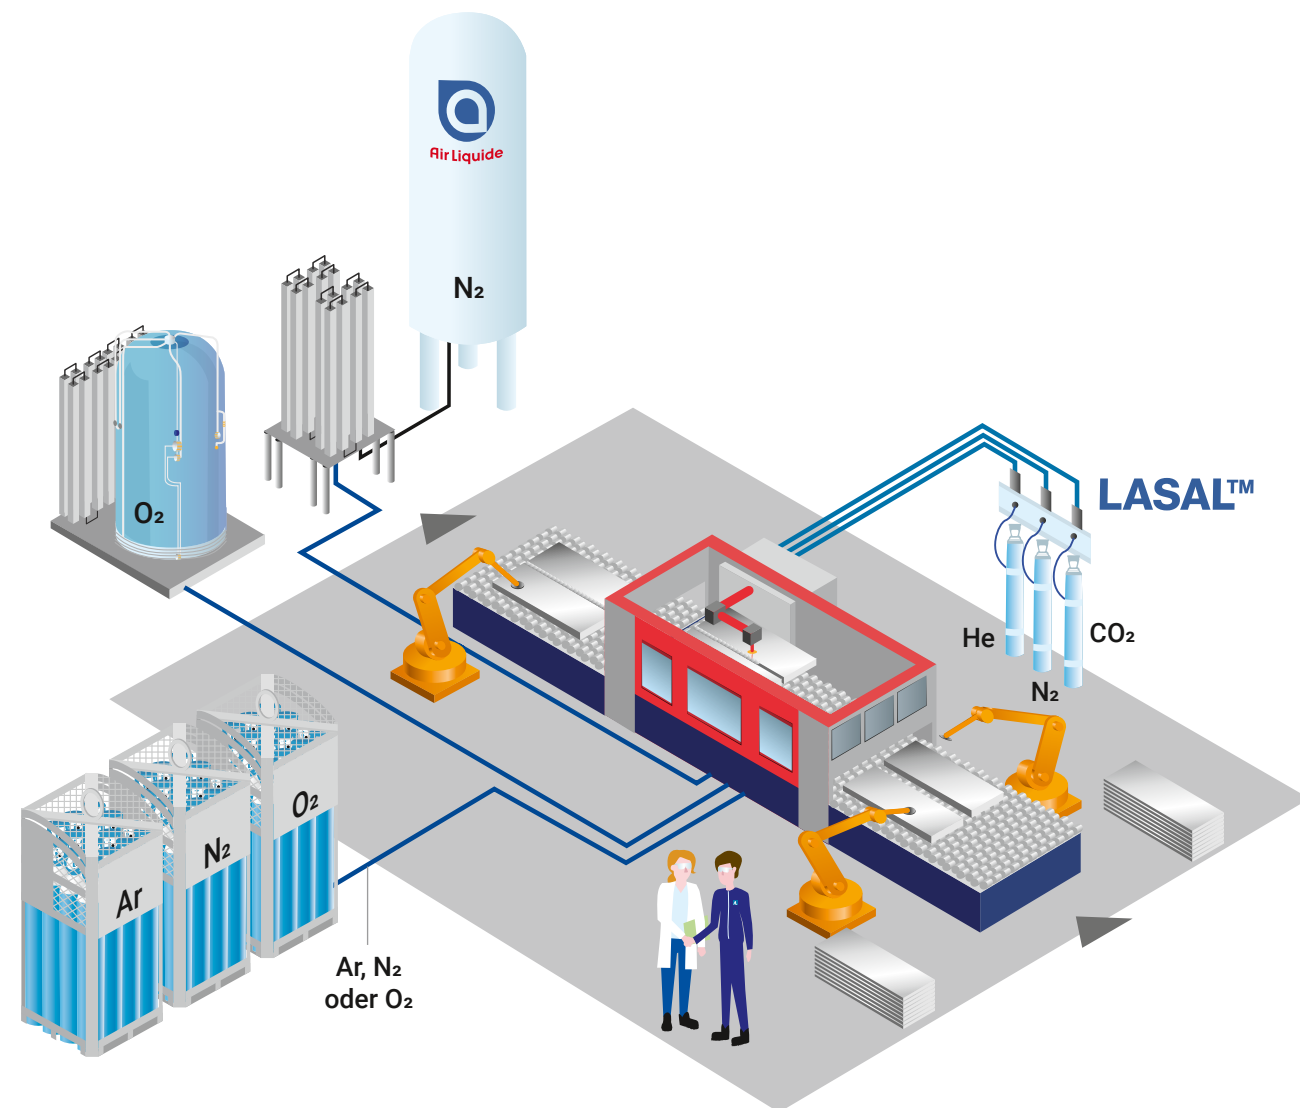 Air Liquide
N₂
O₂
LASAL™
He
CO₂
N₂
O₂
N₂
Ar
Ar, N₂
oder O₂